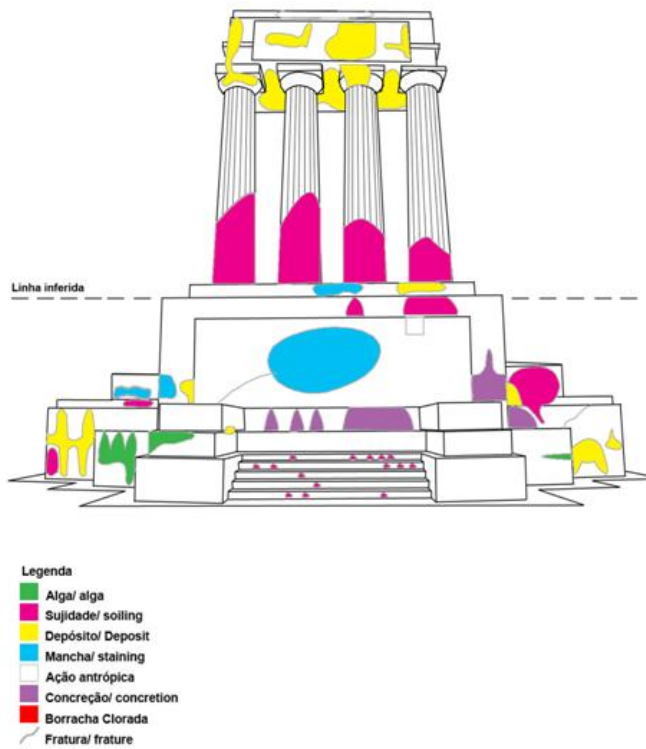 Linha inferida
Legenda
Alga/ alga
Sujidade/ soiling
Depósito/ Deposit
Mancha/ staining
Ação antrópica
Concreção/ concretion
Borracha Clorada
Fratura/ frature